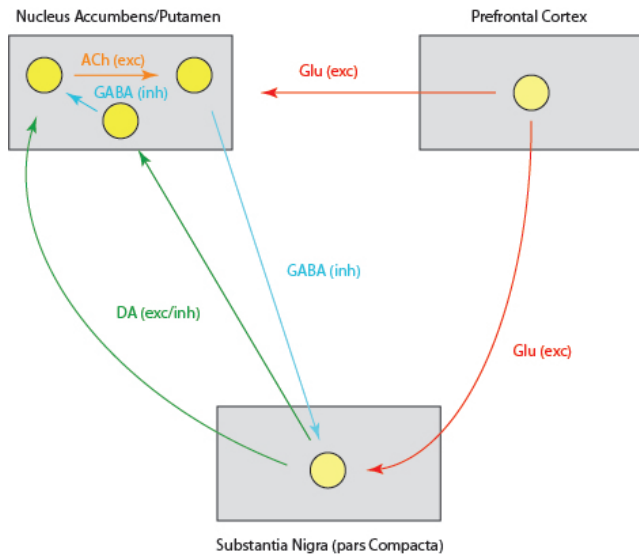 Nucleus Accumbens/Putamen
Prefrontal Cortex
ACh (exc)
GABA (inh)
Glu (exc)
GABA (inh)
DA (exc/inh)
Glu (exc)
Substantia Nigra (pars Compacta)